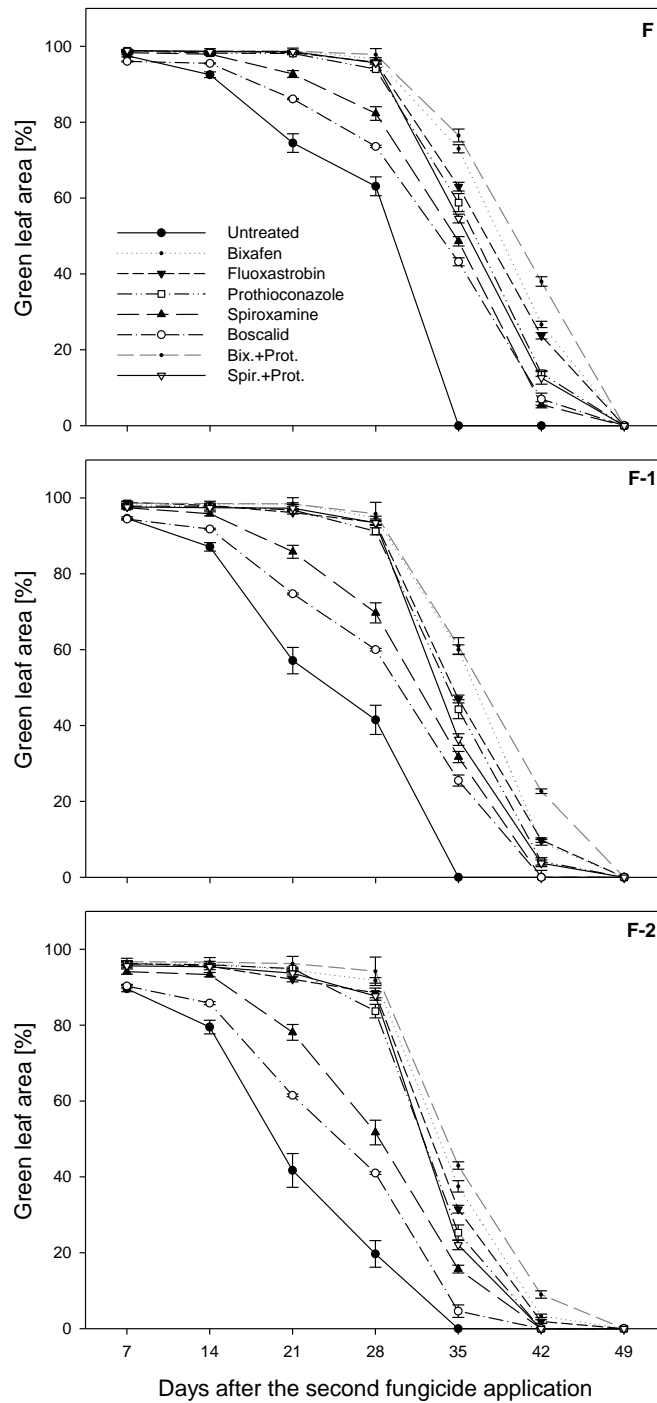 F
100
80
60
40
20
0
Green leaf area [%]
Untreated
Bixafen
Fluoxastrobin
Prothioconazole
Spiroxamine
Boscalid
Bix.+Prot.
Spir.+Prot.
F-1
100
80
60
40
20
0
Green leaf area [%]
F-2
100
80
60
40
20
0
Green leaf area [%]
7 14 21 28 35 42 49
Days after the second fungicide application